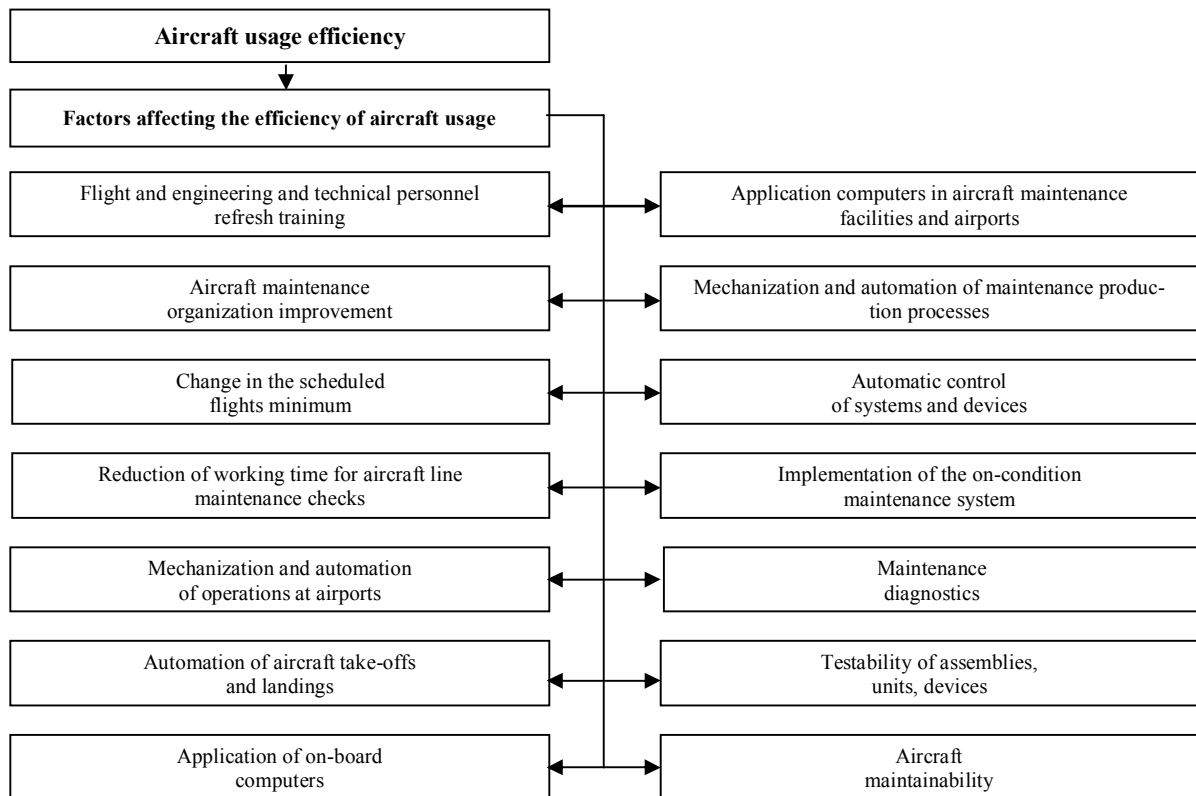 Aircraft usage efficiency
Factors affecting the efficiency of aircraft usage
Flight and engineering and technical personnel
refresh training
Application computers in aircraft maintenance
facilities and airports
Aircraft maintenance
organization improvement
Mechanization and automation of maintenance produc-
tion processes
Change in the scheduled
flights minimum
Automatic control
of systems and devices
Reduction of working time for aircraft line
maintenance checks
Implementation of the on-condition
maintenance system
Mechanization and automation
of operations at airports
Maintenance
diagnostics
Automation of aircraft take-offs
and landings
Testability of assemblies,
units, devices
Application of on-board
computers
Aircraft
maintainability